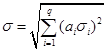 σ = √(∑_{i=1}^{q} (a_i σ_i)^2)